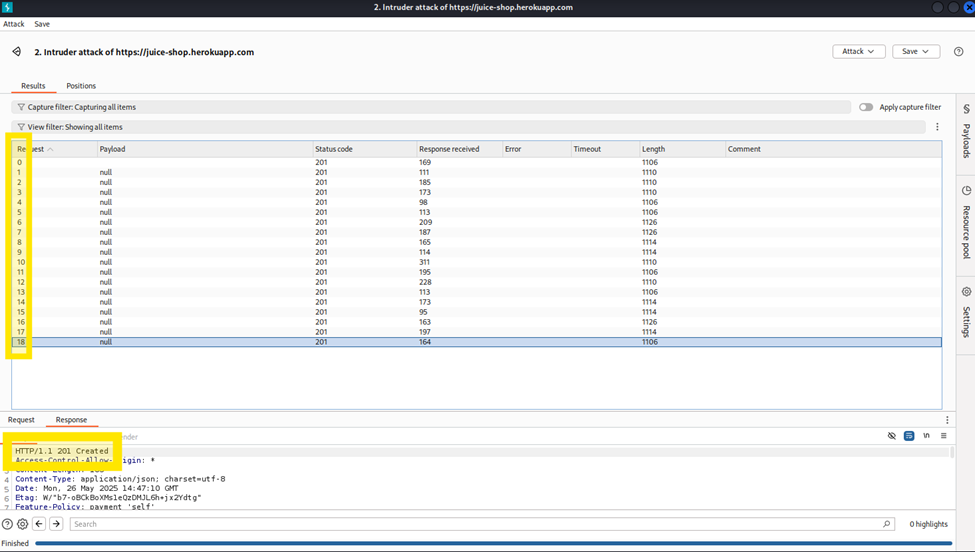 2. Intruder attack of https://juice-shop.herokuapp.com
Attack Save
2. Intruder attack of https://juice-shop.herokuapp.com Attack Save
Results Positions
Capture filter: Capturing all items Apply capture filter
View filter: Showing all items
Request Payload Status code Response received Error Timeout Length Comment
0 201 169 1106
1 null 201 111 1110
2 null 201 185 1110
3 null 201 173 1110
4 null 201 98 1106
5 null 201 113 1106
6 null 201 209 1126
7 null 201 187 1126
8 null 201 165 1114
9 null 201 114 1114
10 null 201 311 1110
11 null 201 195 1106
12 null 201 228 1110
13 null 201 113 1106
14 null 201 173 1114
15 null 201 95 1114
16 null 201 163 1126
17 null 201 197 1114
18 null 201 164 1106
Payloads
Resource pool
Settings
Request Response
HTTP/1.1 201 Created
Access-Control-Allow-Origin: *
4 Content-Type: application/json; charset=utf-8
5 Date: Mon, 26 May 2025 14:47:10 GMT
6 Etag: W/"b7-oBCkBoXMs1eQzDMJL6h+jx2Ydtg"
7 Feature-Policy: payment 'self'
Search 0 highlights
Finished